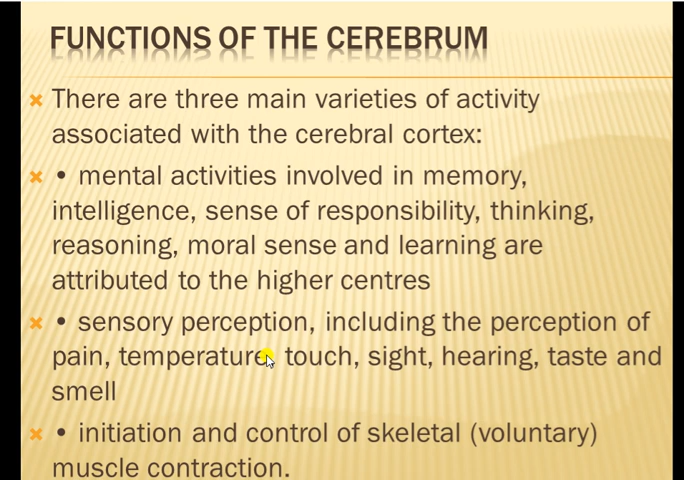 FUNCTIONS OF THE CEREBRUM
There are three main varieties of activity
associated with the cerebral cortex:
• mental activities involved in memory,
intelligence, sense of responsibility, thinking,
reasoning, moral sense and learning are
attributed to the higher centres
• sensory perception, including the perception of
pain, temperature, touch, sight, hearing, taste and
smell
• initiation and control of skeletal (voluntary)
muscle contraction.